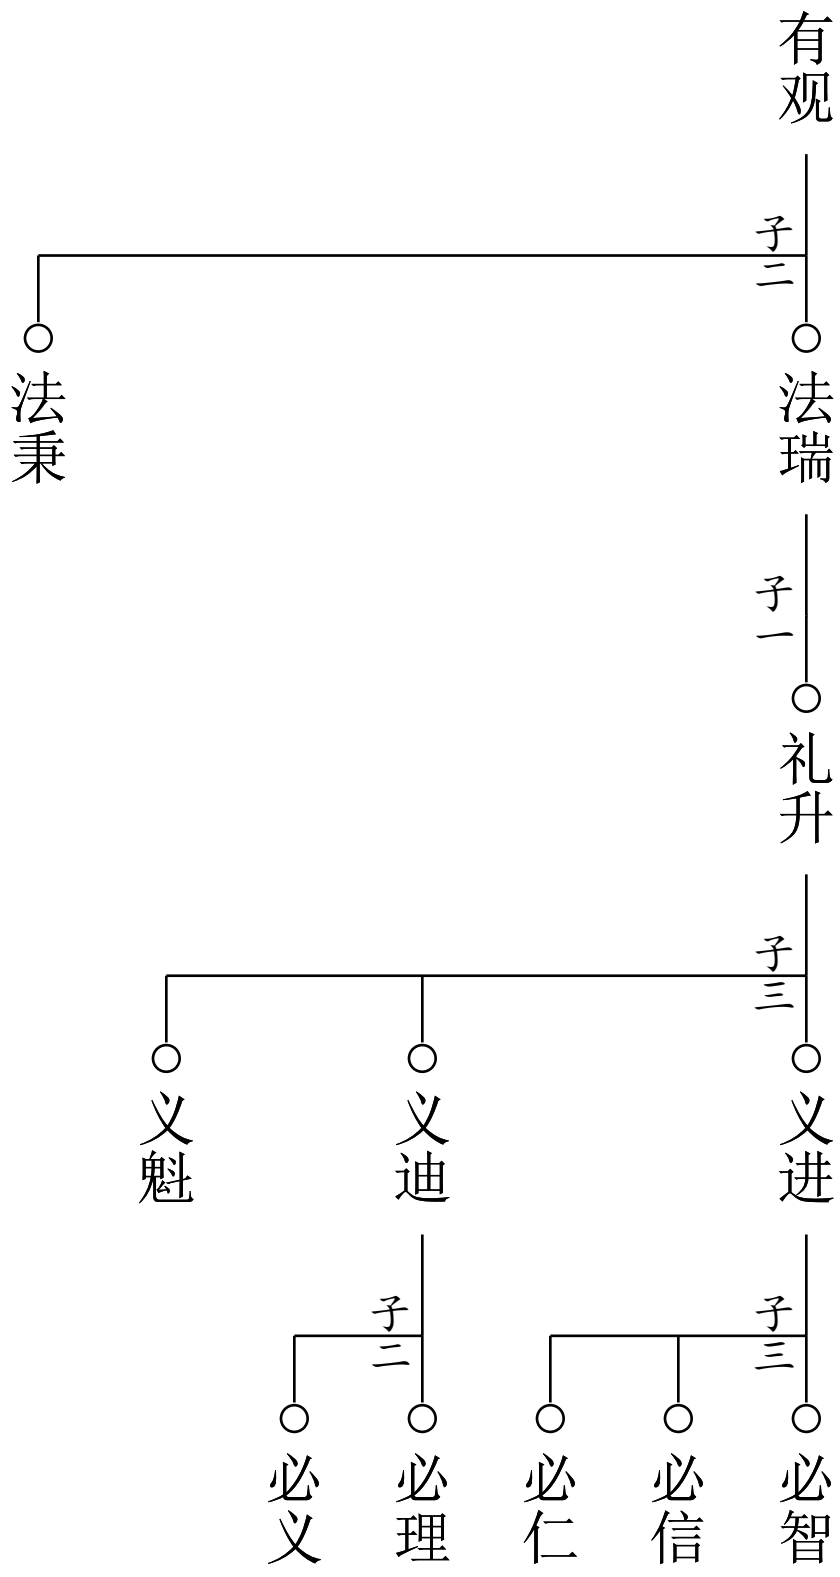 有观
子二
法瑞
法秉
子一
礼升
子三
义进
义迪
义魁
子三
子二
必智
必信
必仁
必理
必义